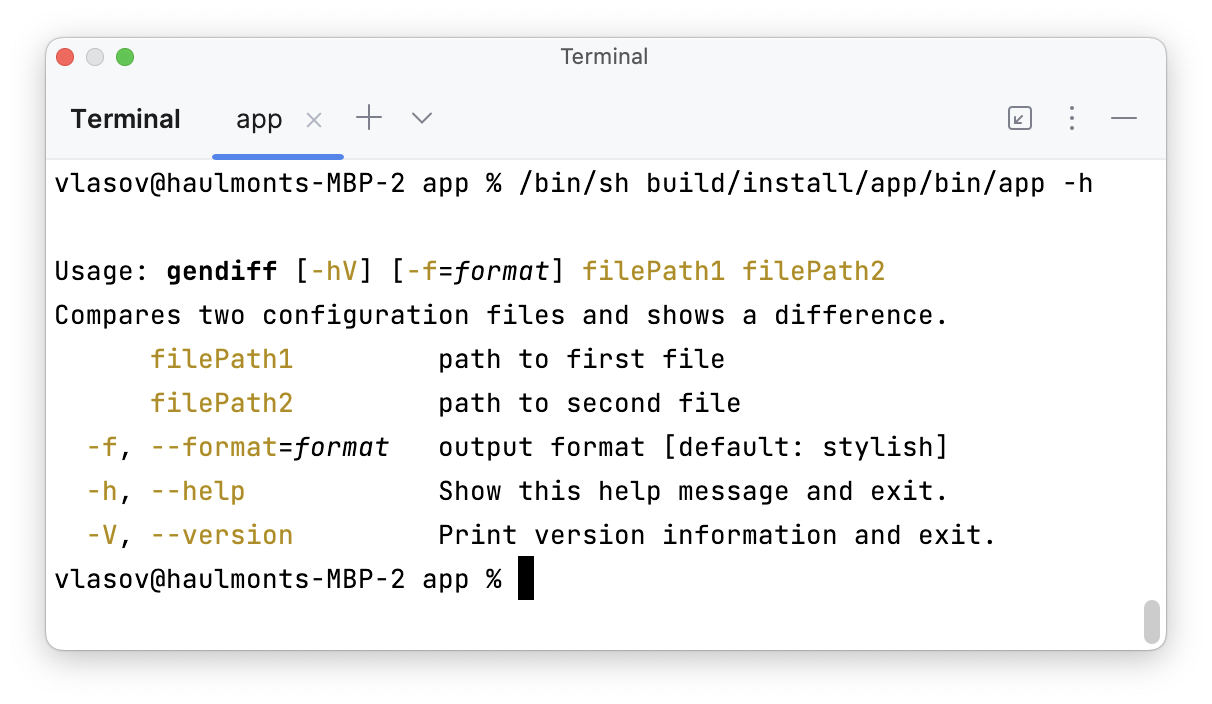 Terminal
Terminal app
vlasov@haulmonts-MBP-2 app % /bin/sh build/install/app/bin/app -h
Usage: gendiff [-hV] [-f=format] filePath1 filePath2
Compares two configuration files and shows a difference.
filePath1 path to first file
filePath2 path to second file
-f, --format=format output format [default: stylish]
-h, --help Show this help message and exit.
-V, --version Print version information and exit.
vlasov@haulmonts-MBP-2 app %